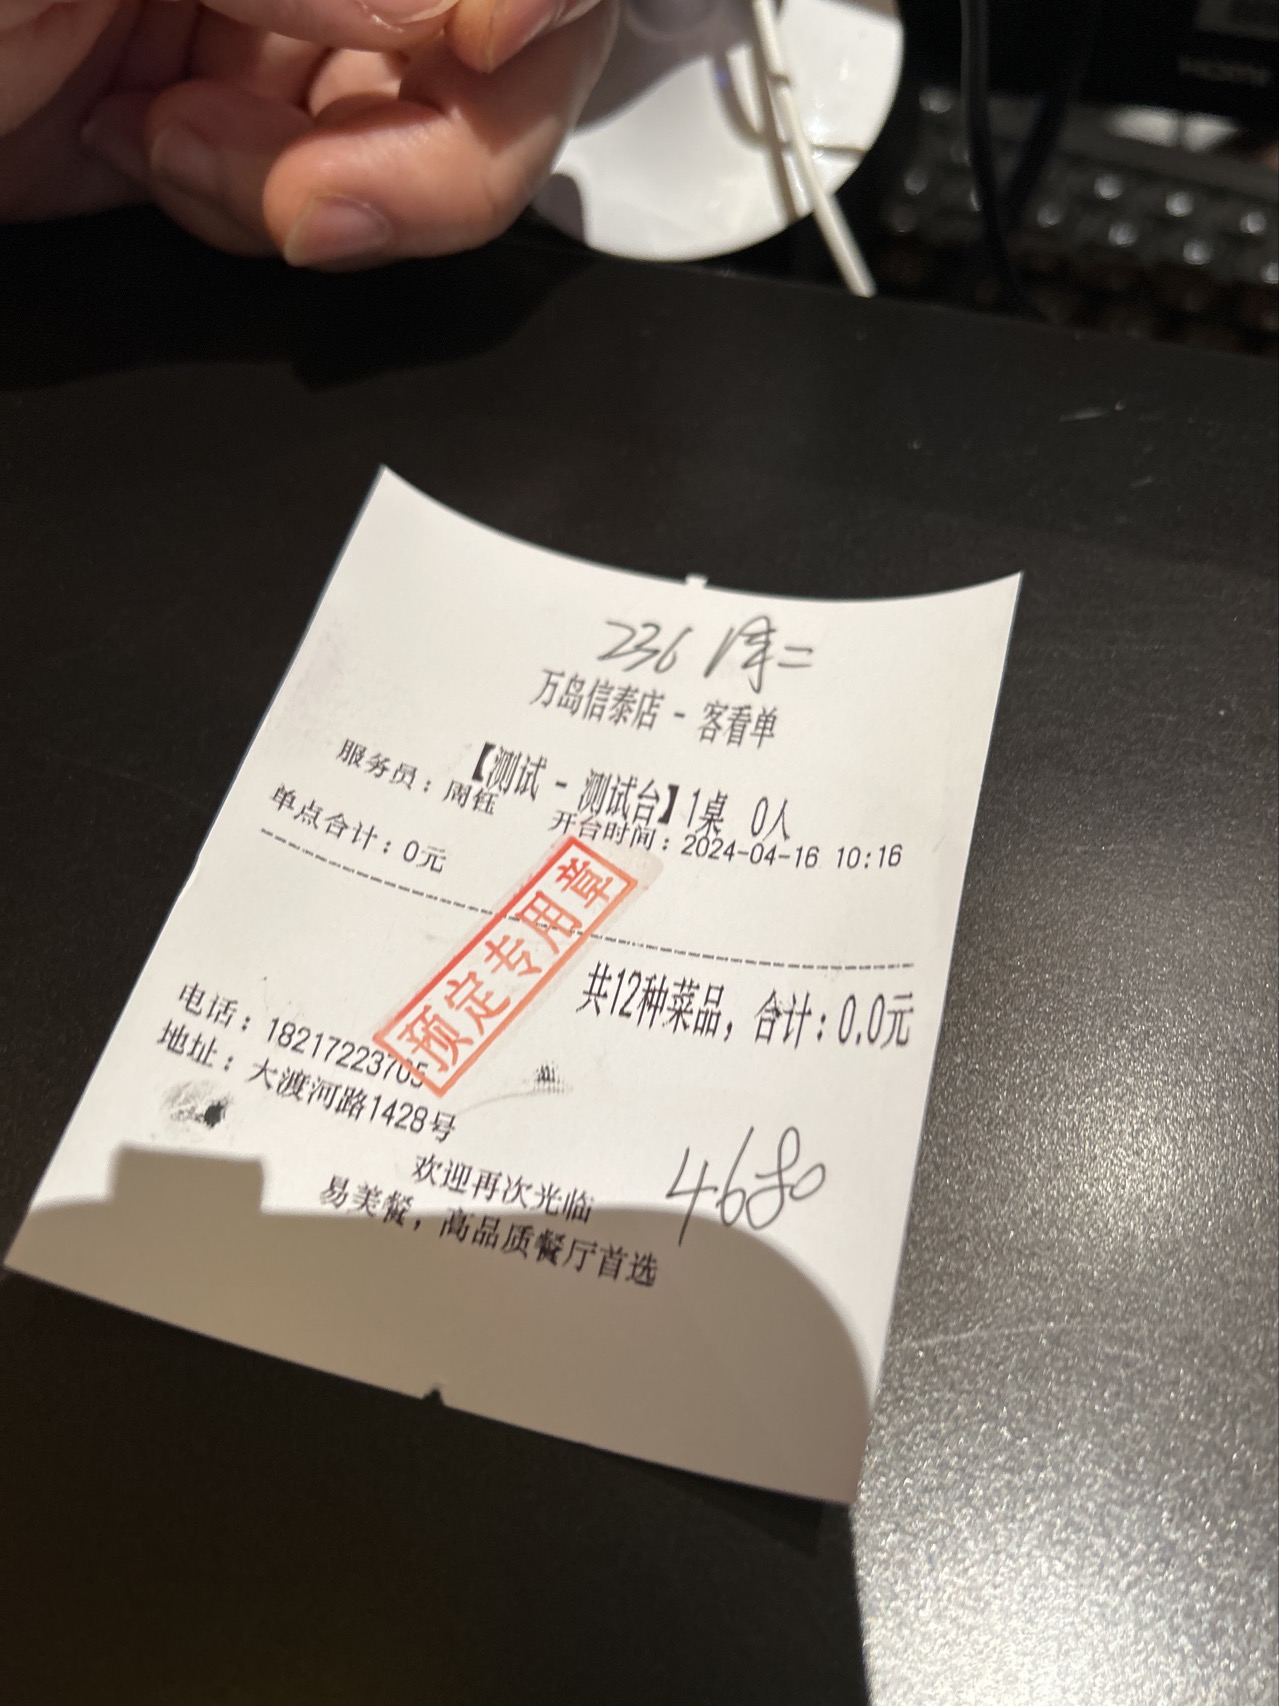 236 库二
万岛信泰店 - 客看单
【测试 - 测试台】1桌 0人
服务员：周钰 开台时间：2024-04-16 10:16
单点合计：0元
预定专用章
共12种菜品，合计：0.0元
电话：18217223705
地址：大渡河路1428号
4680
欢迎再次光临
易美餐，高品质餐厅首选